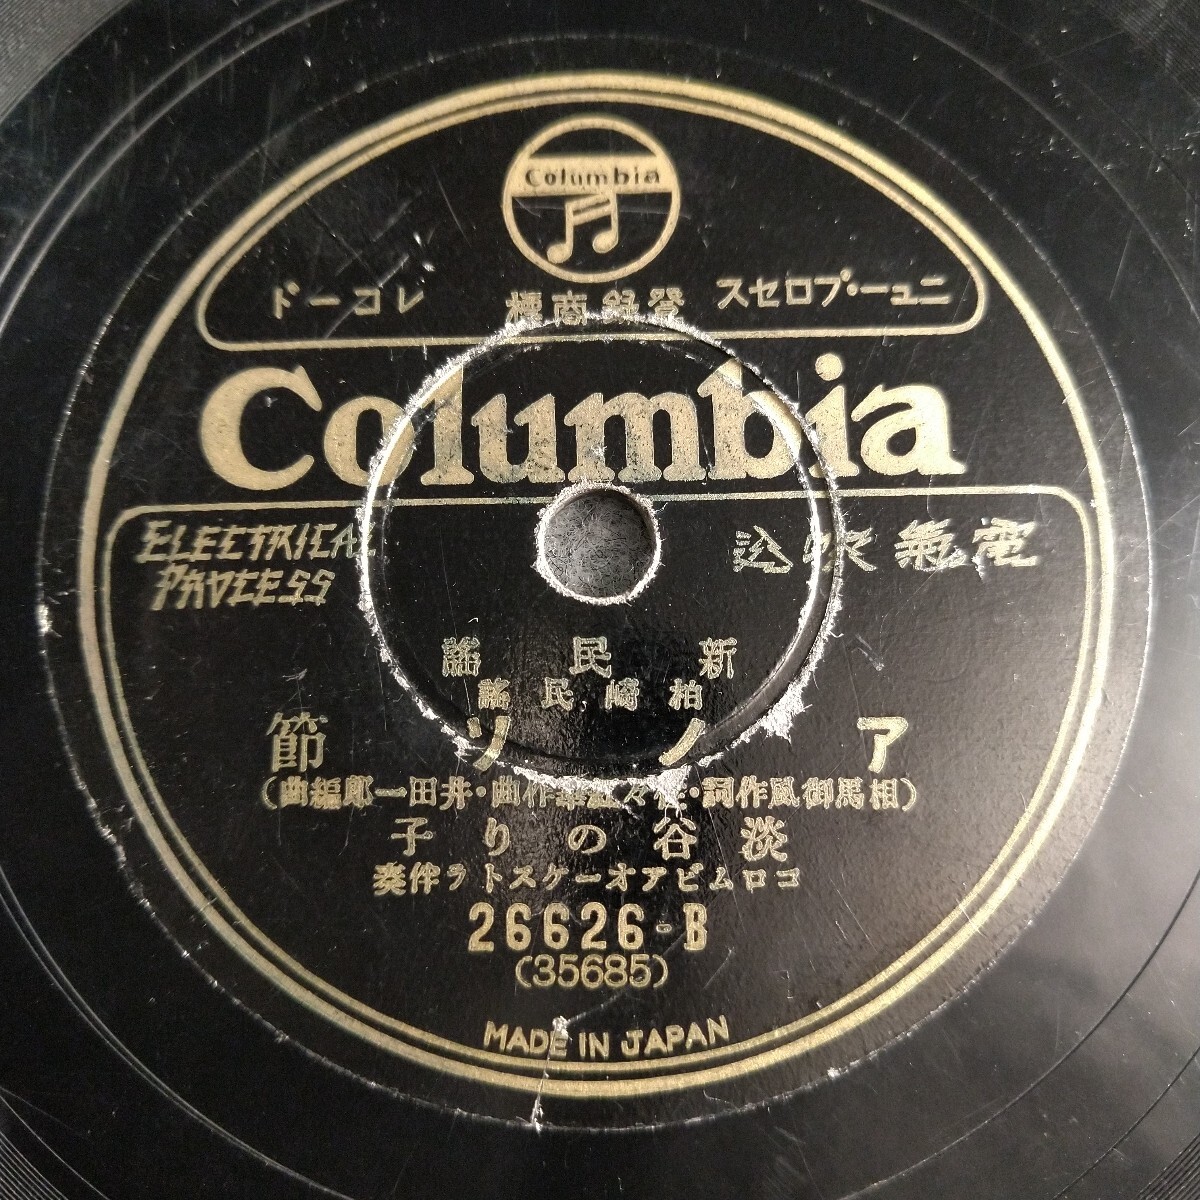 Columbia
ニュー・プロセス 登録商標 レコード
Columbia
ELECTRICAL
PROCESS
電氣吹込
新民謠
柏崎民謠
アノソ節
(相馬御風作詞・佐々紅華作曲・井田一郎編曲)
淡谷のり子
コロムビアオーケストラ伴奏
26626-B
(35685)
MADE IN JAPAN